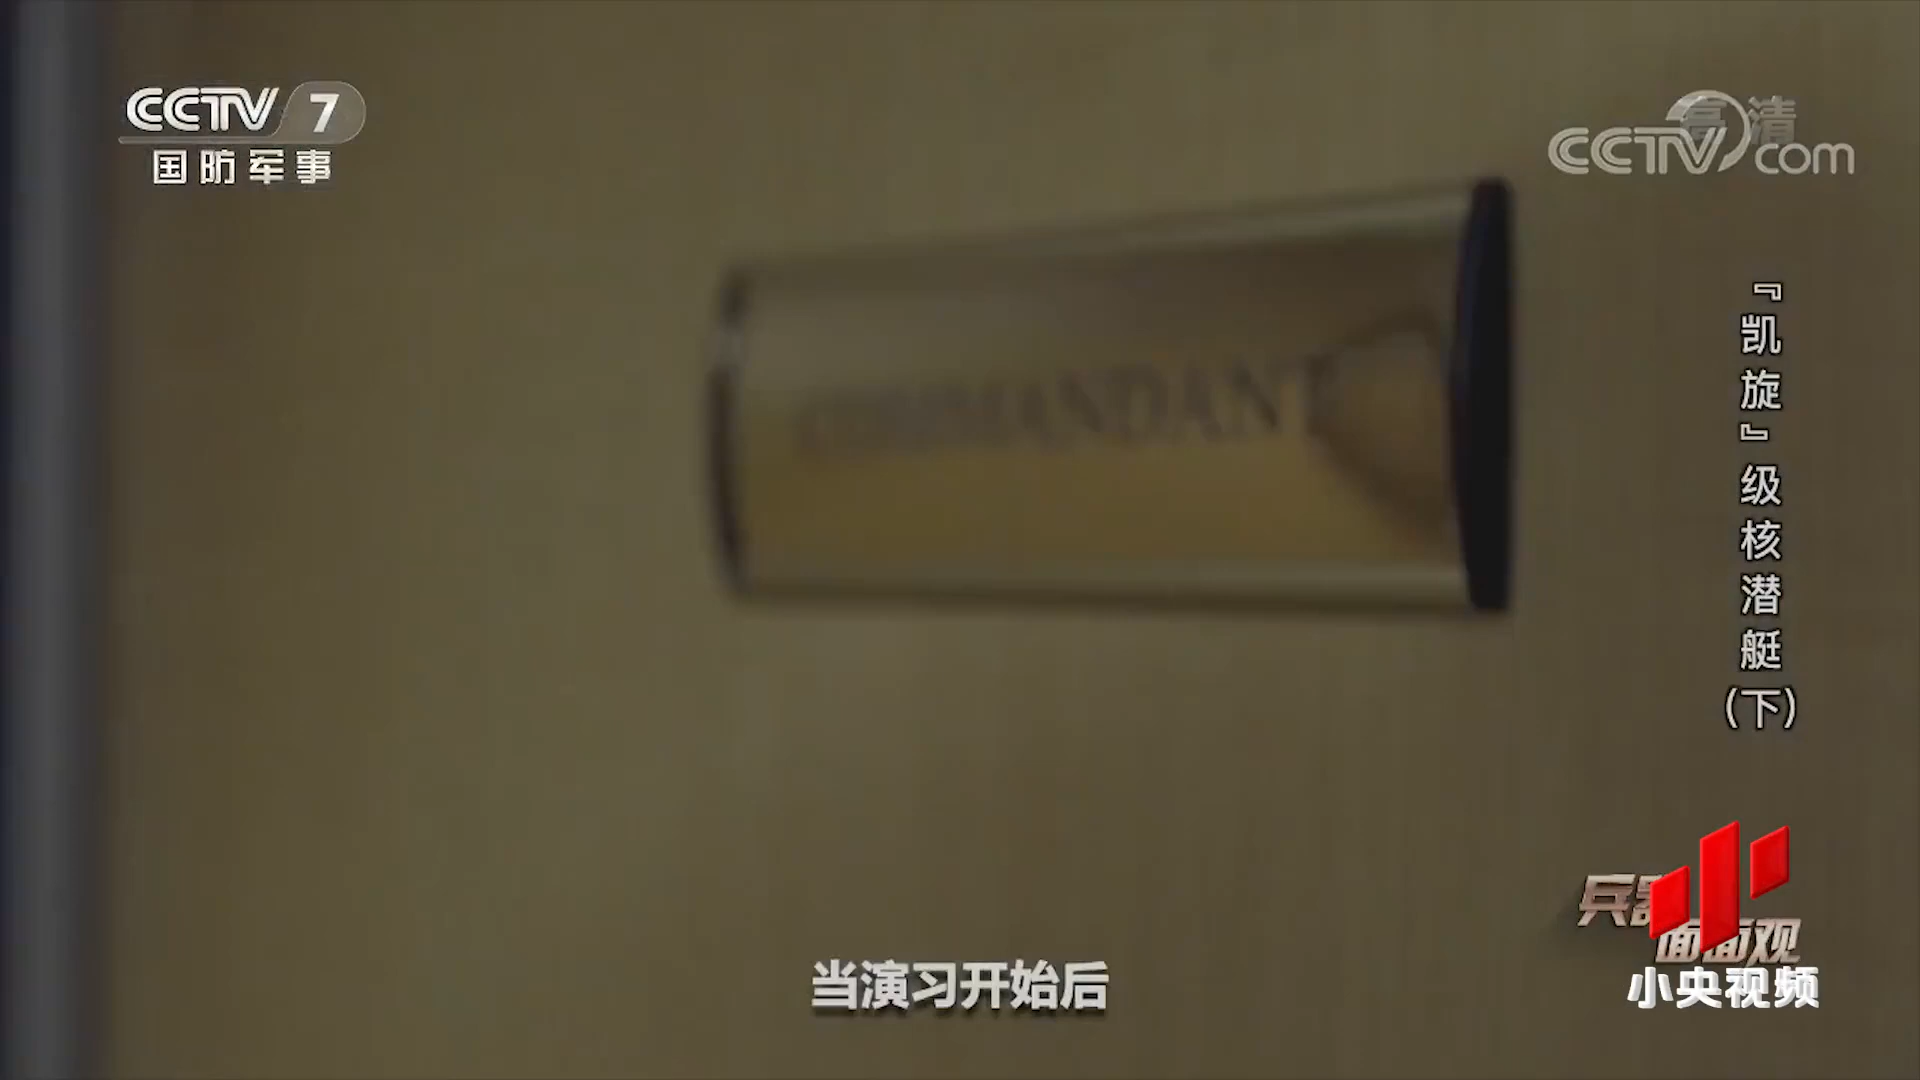 CCTV 7
国防军事
高清
CCTV com
COMMANDANT
『凯旋』级核潜艇(下)
兵器
面面观
小央视频
当演习开始后